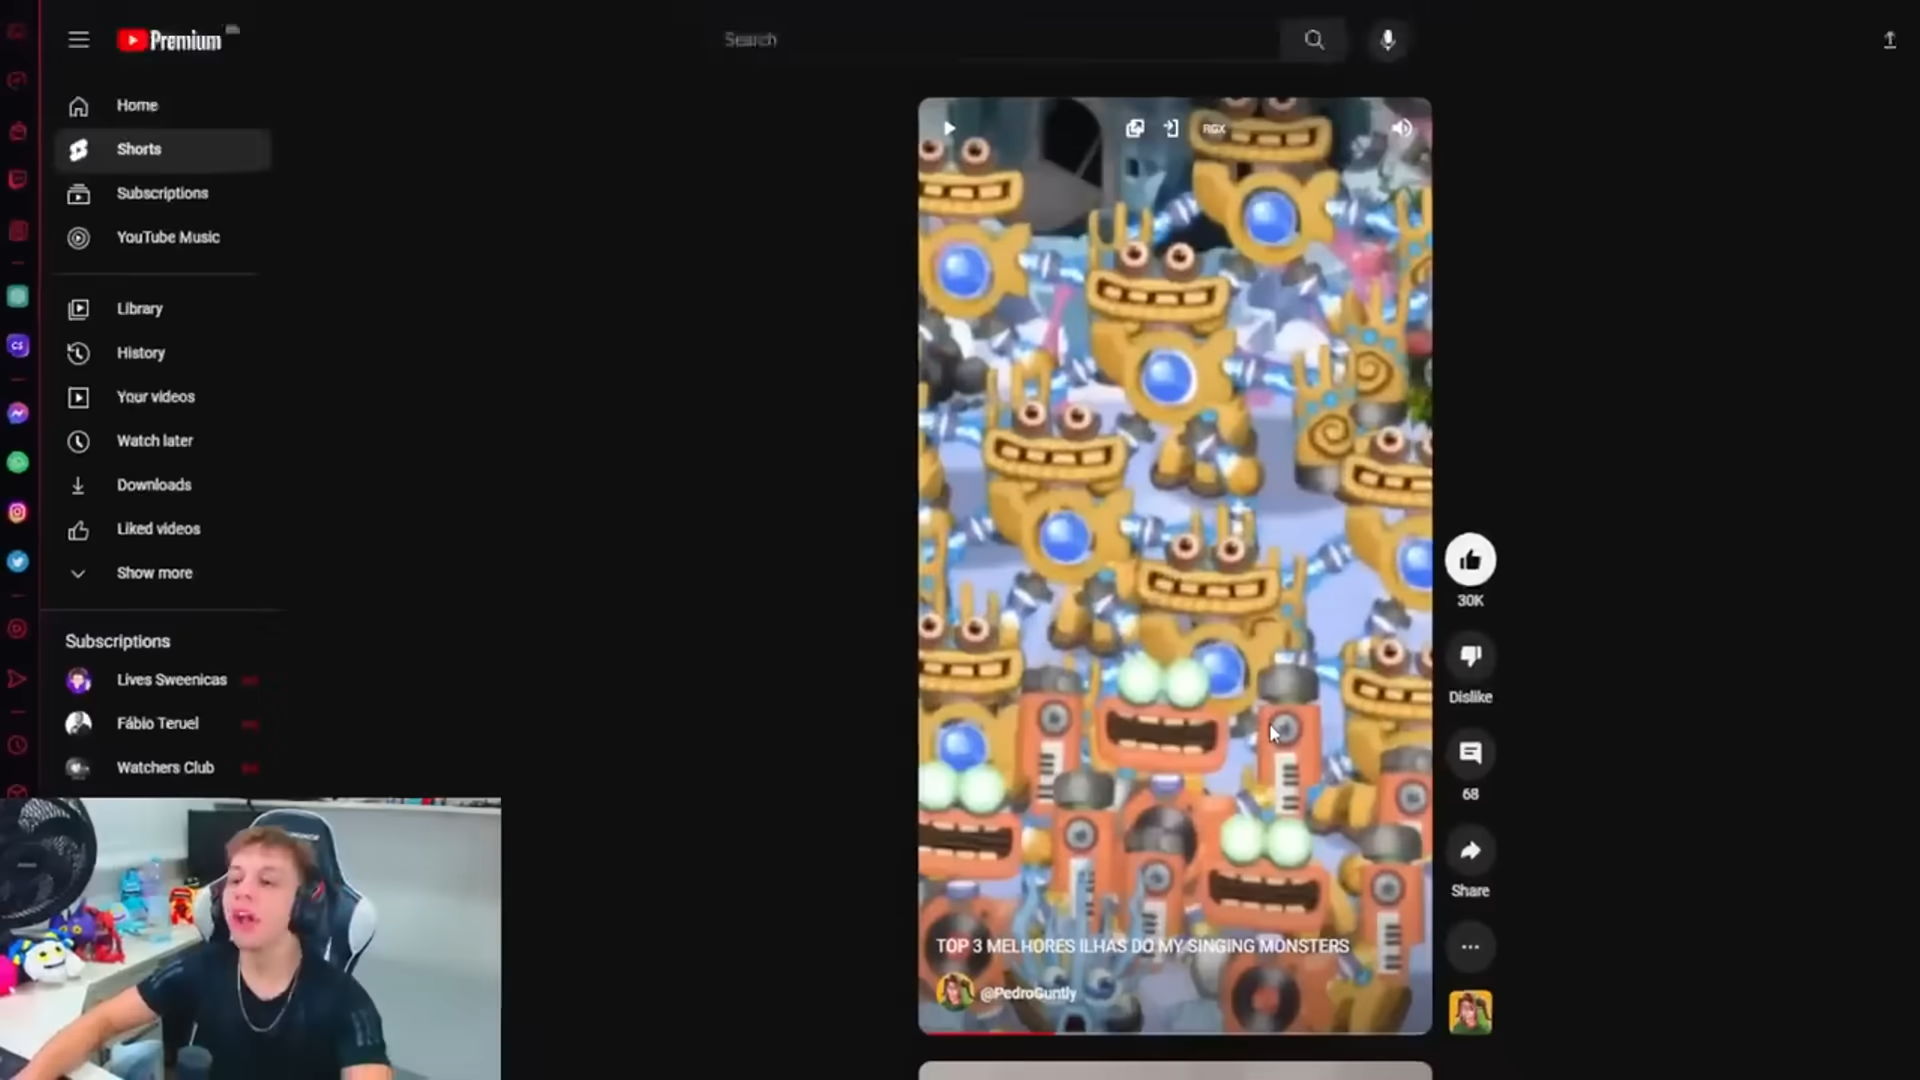 Premium
Search
Home
Shorts
Subscriptions
YouTube Music
Library
History
Your videos
Watch later
Downloads
Liked videos
Show more
Subscriptions
Lives Sweenicas
Fábio Teruel
Watchers Club
CS
RGX
30K
Dislike
68
Share
TOP 3 MELHORES ILHAS DO MY SINGING MONSTERS
@PedroGuntly